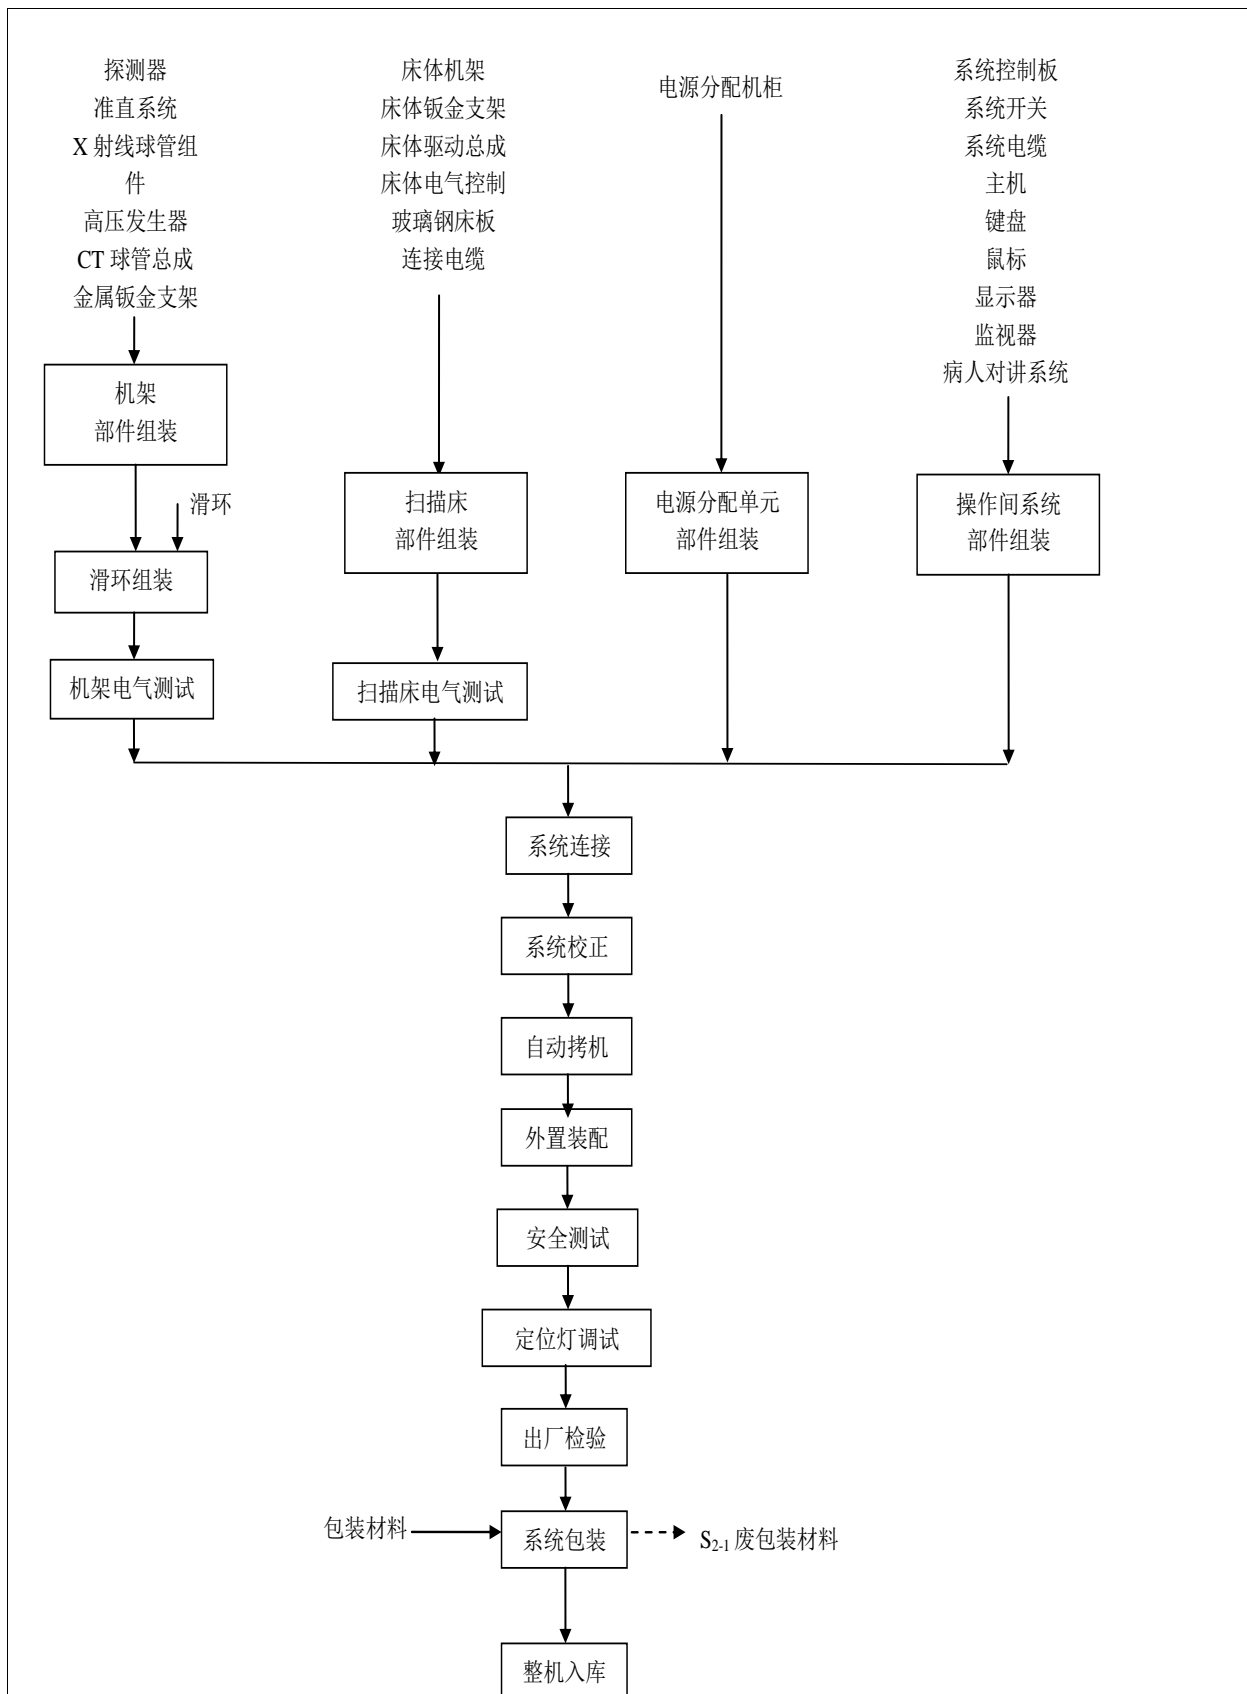 探测器
准直系统
X 射线球管组
件
高压发生器
CT 球管总成
金属钣金支架
机架
部件组装
滑环
滑环组装
机架电气测试
床体机架
床体钣金支架
床体驱动总成
床体电气控制
玻璃钢床板
连接电缆
扫描床
部件组装
扫描床电气测试
电源分配机柜
电源分配单元
部件组装
系统控制板
系统开关
系统电缆
主机
键盘
鼠标
显示器
监视器
病人对讲系统
操作间系统
部件组装
系统连接
系统校正
自动拷机
外置装配
安全测试
定位灯调试
出厂检验
包装材料
系统包装
S2-1 废包装材料
整机入库